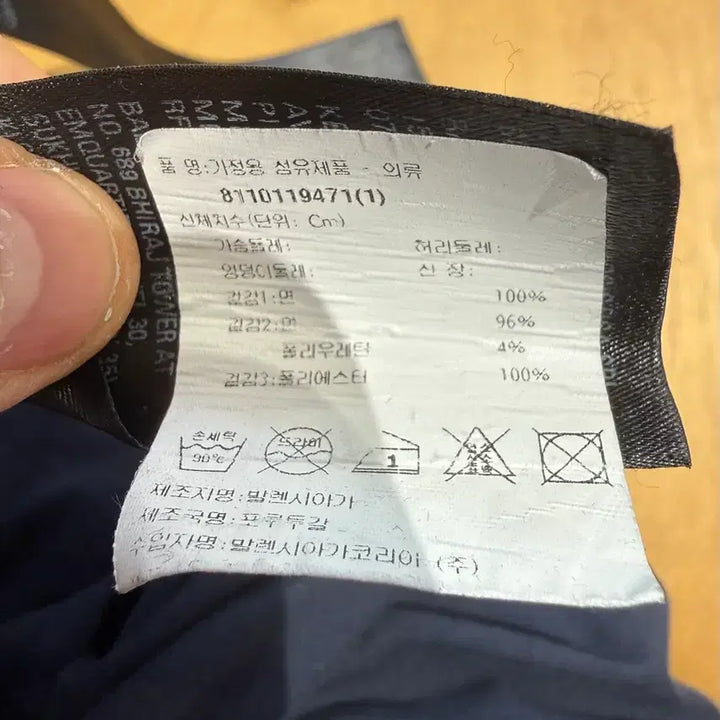 품 명:가정용 섬유제품 - 의류
8110119471(1)
신체치수(단위: Cm)
가슴둘레: 허리둘레:
엉덩이둘레: 신 장:
겉감1:면 100%
겉감2:면 96%
폴리우레탄 4%
겉감3:폴리에스터 100%
손세탁 드라이 1
제조자명:발렌시아가
제조국명:포루투갈
수입자명:발렌시아가코리아 (주)
NO. 689 BHIRAJ TOWER AT